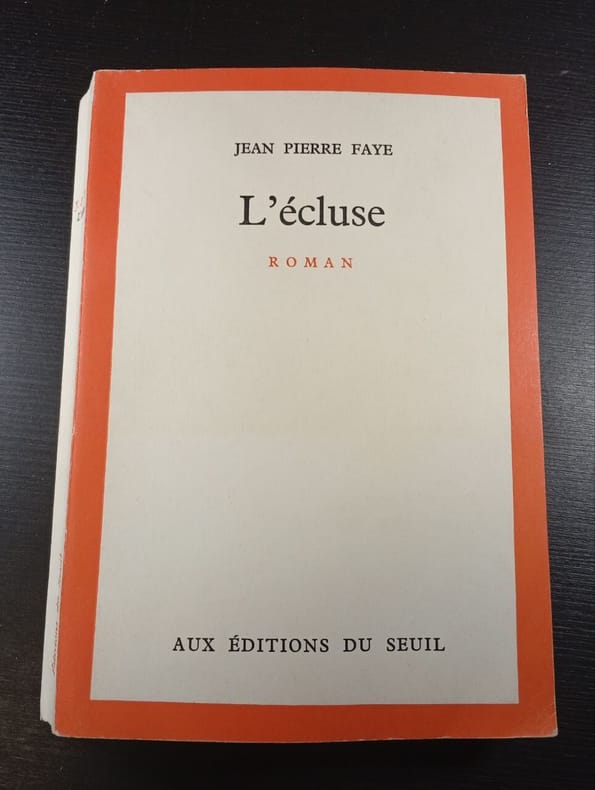 JEAN PIERRE FAYE
L'écluse
ROMAN
AUX ÉDITIONS DU SEUIL